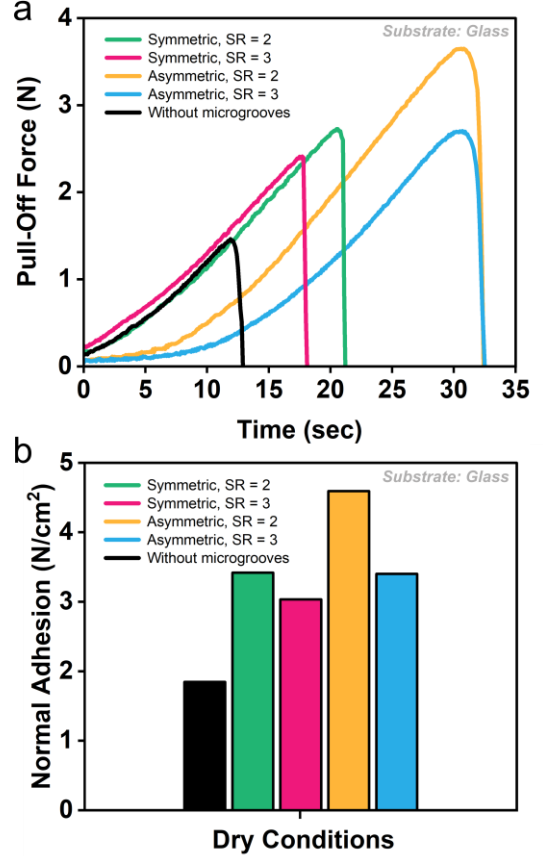 a
Substrate: Glass
Symmetric, SR = 2
Symmetric, SR = 3
Asymmetric, SR = 2
Asymmetric, SR = 3
Without microgrooves
Pull-Off Force (N)
4
3
2
1
0
0 5 10 15 20 25 30 35
Time (sec)
b
Substrate: Glass
Symmetric, SR = 2
Symmetric, SR = 3
Asymmetric, SR = 2
Asymmetric, SR = 3
Without microgrooves
Normal Adhesion (N/cm²)
5
4
3
2
1
0
Dry Conditions